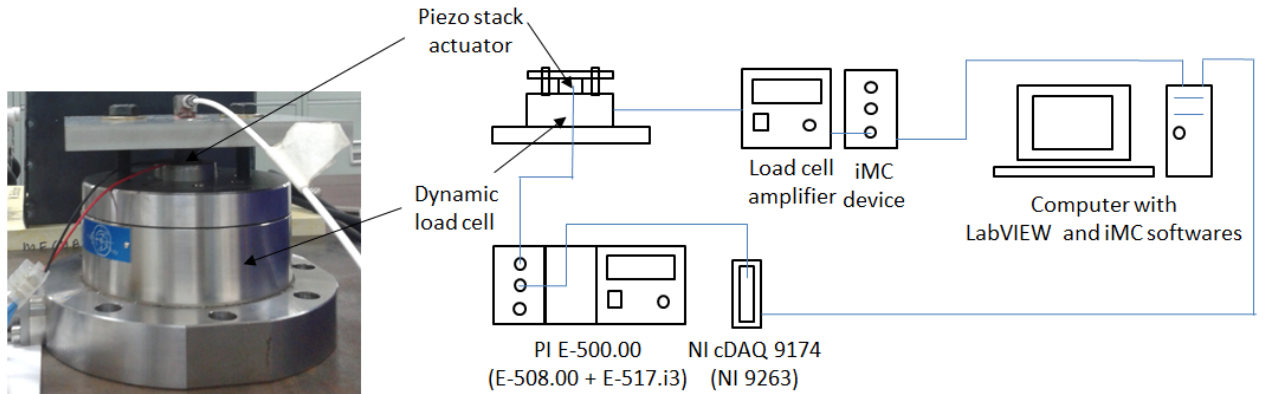 Piezo stack
actuator
Dynamic
load cell
Load cell
amplifier
iMC
device
Computer with
LabVIEW and iMC softwares
PI E-500.00
(E-508.00 + E-517.i3)
NI cDAQ 9174
(NI 9263)